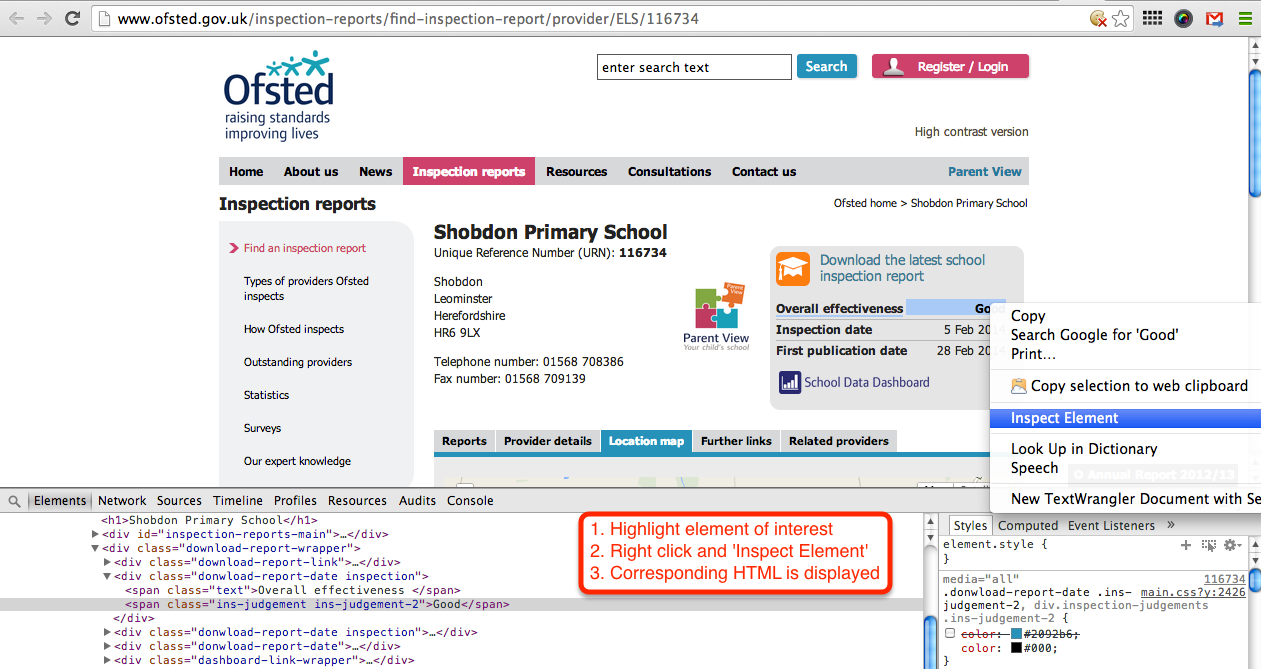 www.ofsted.gov.uk/inspection-reports/find-inspection-report/provider/ELS/116734
Ofsted
raising standards
improving lives
enter search text
Search
Register / Login
High contrast version
Home About us News Inspection reports Resources Consultations Contact us Parent View
Inspection reports
Ofsted home > Shobdon Primary School
Find an inspection report
Types of providers Ofsted
inspects
How Ofsted inspects
Outstanding providers
Statistics
Surveys
Our expert knowledge
Shobdon Primary School
Unique Reference Number (URN): 116734
Shobdon
Leominster
Herefordshire
HR6 9LX
Telephone number: 01568 708386
Fax number: 01568 709139
Parent
View
Parent View
Your child's school
Download the latest school
inspection report
Overall effectiveness Good
Inspection date 5 Feb 2014
First publication date 28 Feb 2014
School Data Dashboard
Reports Provider details Location map Further links Related providers
Copy
Search Google for 'Good'
Print...
Copy selection to web clipboard
Inspect Element
Look Up in Dictionary
Speech
© Annual Report 2012/13
New TextWrangler Document with Se
Elements Network Sources Timeline Profiles Resources Audits Console
<h1>Shobdon Primary School</h1>
<div id="inspection-reports-main">…</div>
<div class="download-report-wrapper">
<div class="donwload-report-link">…</div>
<div class="donwload-report-date inspection">
<span class="text">Overall effectiveness </span>
<span class="ins-judgement ins-judgement-2">Good</span>
</div>
<div class="donwload-report-date inspection">…</div>
<div class="donwload-report-date">…</div>
<div class="dashboard-link-wrapper">…</div>
1. Highlight element of interest
2. Right click and 'Inspect Element'
3. Corresponding HTML is displayed
Styles Computed Event Listeners »
element.style {
}
media="all" 116734
.donwload-report-date .ins- main.css?y:2426
judgement-2, div.inspection-judgements
.ins-judgement-2 {
color: #2092b6;
color: #000;
}